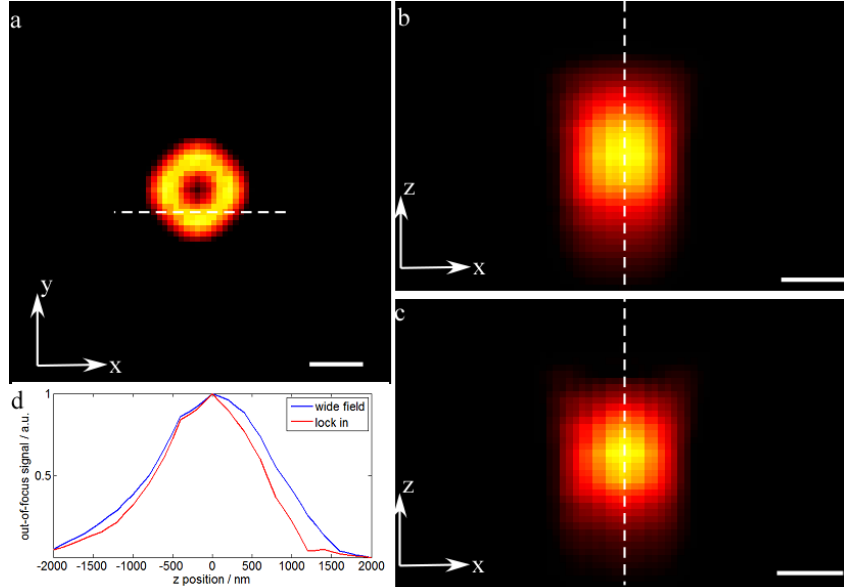 a
y
x
b
z
x
c
z
x
d
wide field
lock in
out-of-focus signal / a.u.
1
0.5
-2000 -1500 -1000 -500 0 500 1000 1500 2000
z position / nm